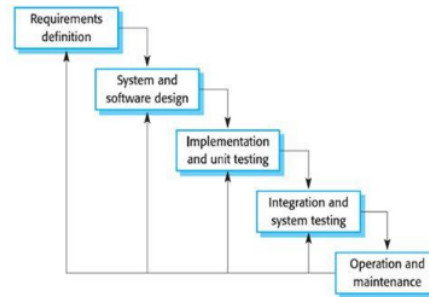 Requirements
definition
System and
software design
Implementation
and unit testing
Integration and
system testing
Operation and
maintenance